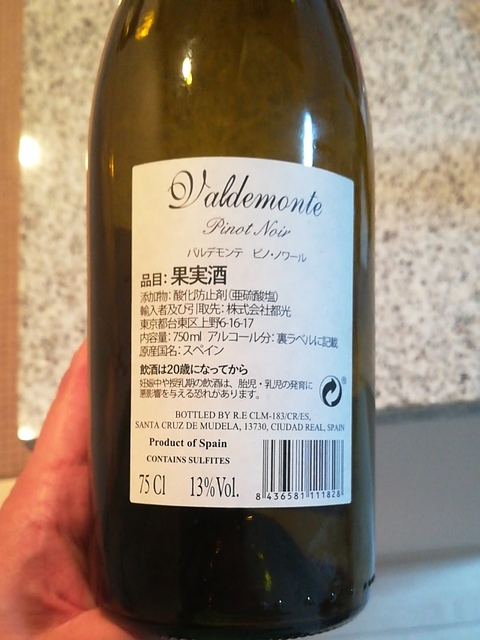 Valdemonte
Pinot Noir
バルデモンテ ピノ・ノワール
品目:果実酒
添加物:酸化防止剤(亜硫酸塩)
輸入者及び引取先:株式会社都光
東京都台東区上野6-16-17
内容量:750ml アルコール分:裏ラベルに記載
原産国名:スペイン
飲酒は20歳になってから
妊娠中や授乳期の飲酒は、胎児・乳児の発育に
悪影響を与える恐れがあります。
BOTTLED BY R.E CLM-183/CR/ES,
SANTA CRUZ DE MUDELA, 13730, CIUDAD REAL, SPAIN
Product of Spain
CONTAINS SULFITES
75 Cl 13%Vol.
8 436581 111828